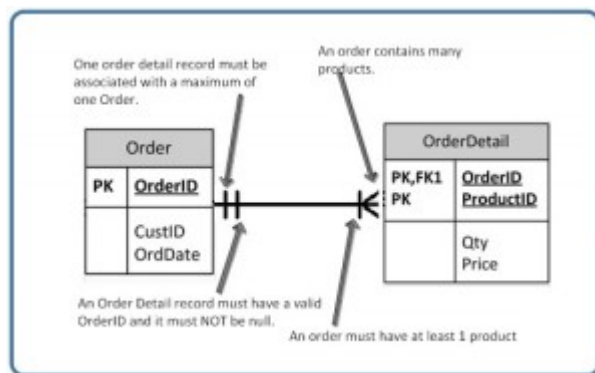 One order detail record must be
associated with a maximum of
one Order.
An order contains many
products.
Order
PK OrderID
CustID
OrdDate
OrderDetail
PK,FK1 OrderID
PK ProductID
Qty
Price
An Order Detail record must have a valid
OrderID and it must NOT be null.
An order must have at least 1 product